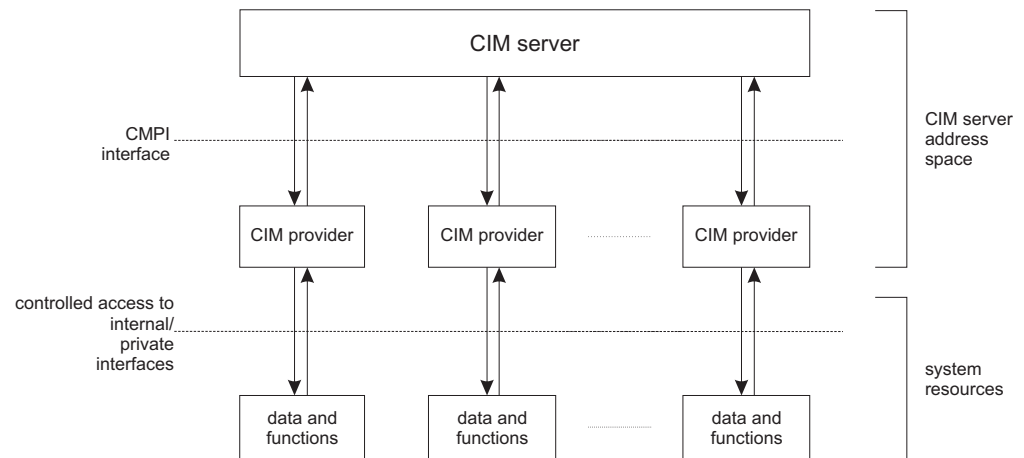 CIM server
CMPI
interface
CIM server
address
space
CIM provider
CIM provider
CIM provider
controlled access to
internal/
private
interfaces
system
resources
data and
functions
data and
functions
data and
functions